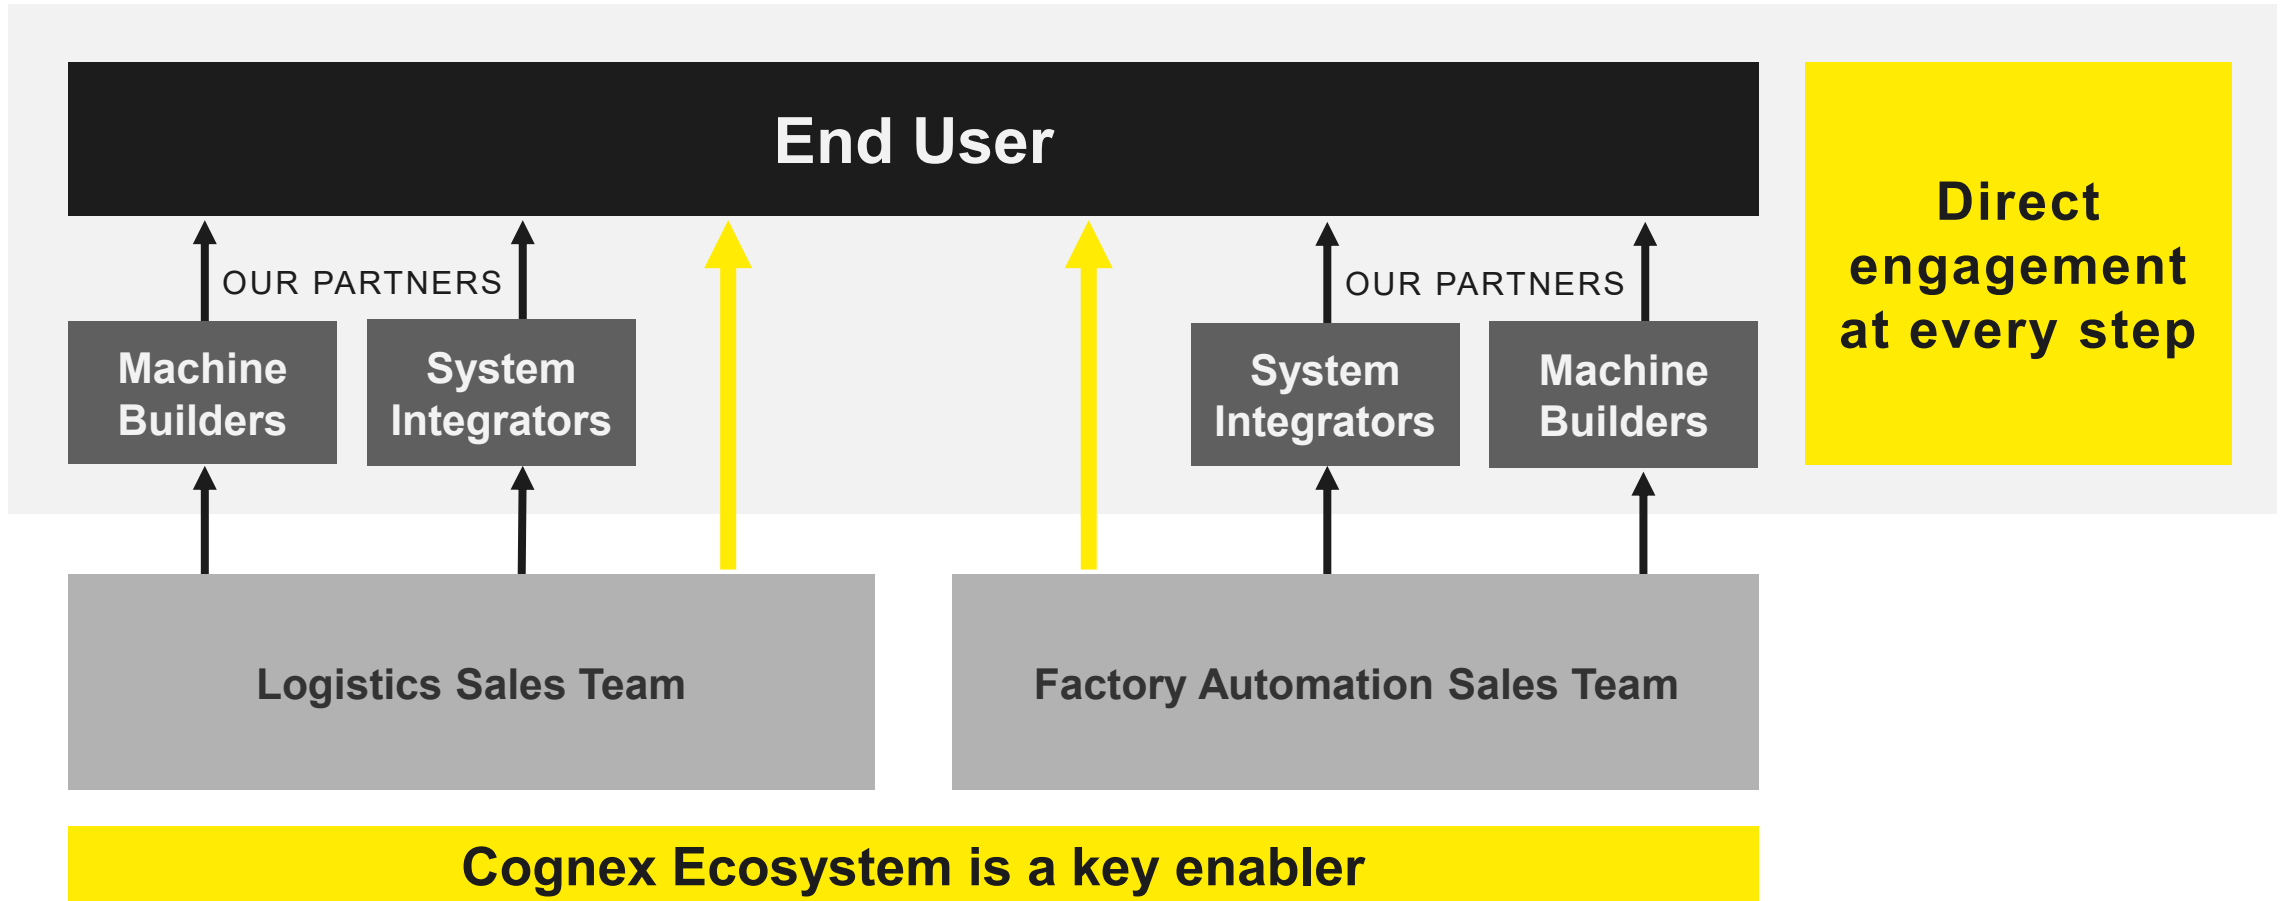 End User
Direct
engagement
at every step
OUR PARTNERS
OUR PARTNERS
Machine
Builders
System
Integrators
System
Integrators
Machine
Builders
Logistics Sales Team
Factory Automation Sales Team
Cognex Ecosystem is a key enabler